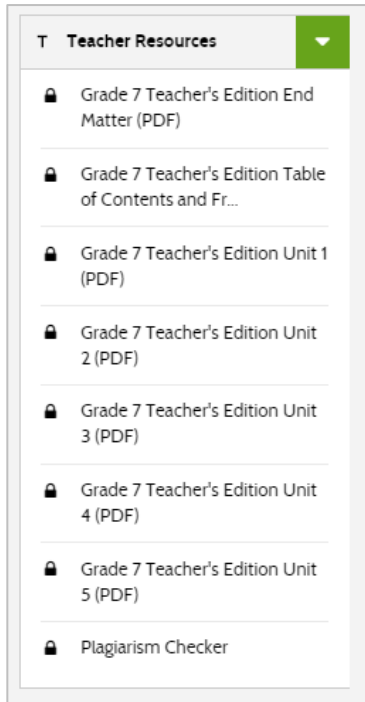 T Teacher Resources
Grade 7 Teacher's Edition End
Matter (PDF)
Grade 7 Teacher's Edition Table
of Contents and Fr...
Grade 7 Teacher's Edition Unit 1
(PDF)
Grade 7 Teacher's Edition Unit
2 (PDF)
Grade 7 Teacher's Edition Unit
3 (PDF)
Grade 7 Teacher's Edition Unit
4 (PDF)
Grade 7 Teacher's Edition Unit
5 (PDF)
Plagiarism Checker